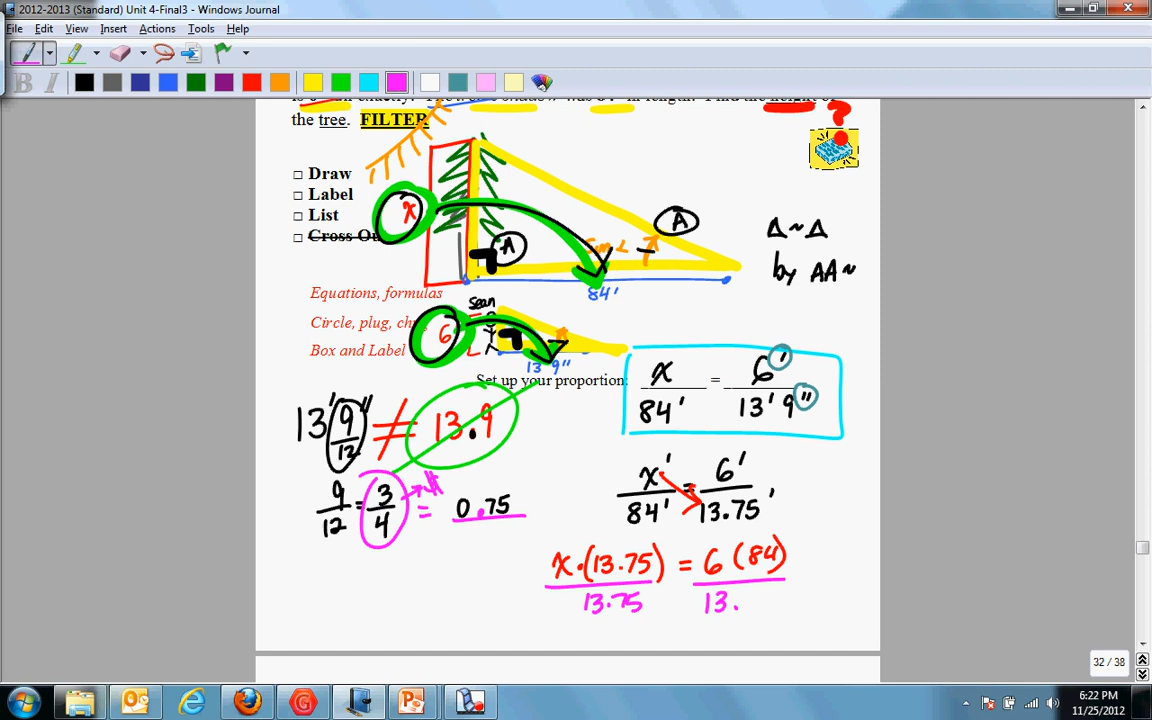 2012-2013 (Standard) Unit 4-Final3 - Windows Journal
File Edit View Insert Actions Tools Help
B I
the tree. FILTER
?
□ Draw
□ Label
□ List
□ Cross Ou
x
A
A
84'
Δ ~ Δ
by AA~
Equations, formulas
Circle, plug,
Box and Label
Sean
6
13' 9"
Set up your proportion:
x/84' = 6'/13' 9"
13' 9"/12 ≠ 13.9
9/12 = 3/4 = 0.75
x'/84' = 6'/13.75'
x·(13.75) = 6 (84)
13.75 13.
32 / 38
6:22 PM
11/25/2012